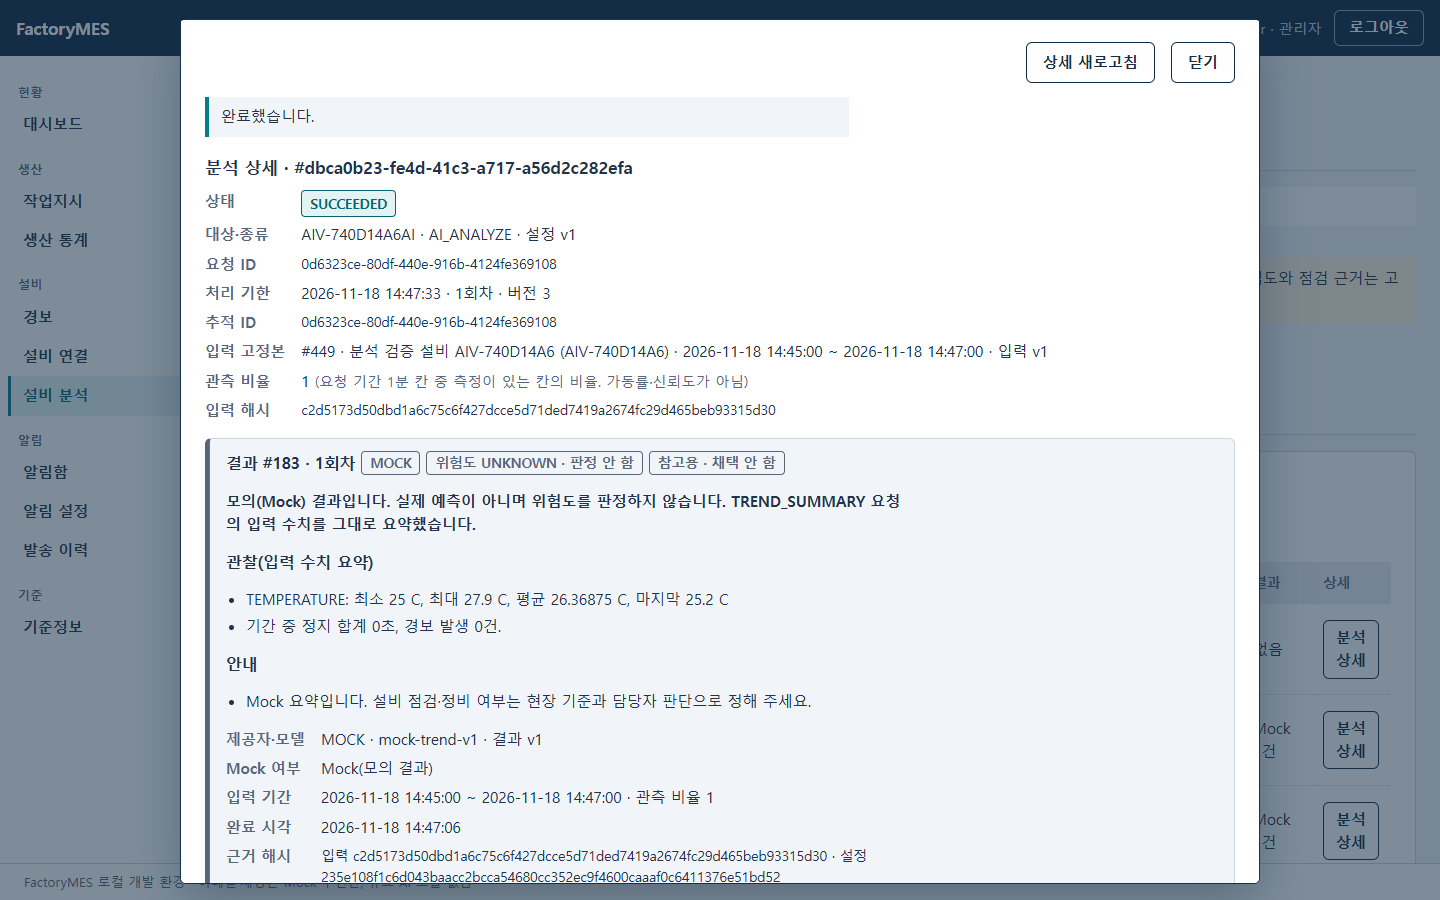 FactoryMES
r · 관리자
로그아웃
현황
대시보드
생산
작업지시
생산 통계
설비
경보
설비 연결
설비 분석
알림
알림함
알림 설정
발송 이력
기준
기준정보
상세 새로고침
닫기
완료했습니다.
분석 상세 · #dbca0b23-fe4d-41c3-a717-a56d2c282efa
상태 SUCCEEDED
대상·종류 AIV-740D14A6AI · AI_ANALYZE · 설정 v1
요청 ID 0d6323ce-80df-440e-916b-4124fe369108
처리 기한 2026-11-18 14:47:33 · 1회차 · 버전 3
추적 ID 0d6323ce-80df-440e-916b-4124fe369108
입력 고정본 #449 · 분석 검증 설비 AIV-740D14A6 (AIV-740D14A6) · 2026-11-18 14:45:00 ~ 2026-11-18 14:47:00 · 입력 v1
관측 비율 1 (요청 기간 1분 칸 중 측정이 있는 칸의 비율. 가동률·신뢰도가 아님)
입력 해시 c2d5173d50dbd1a6c75c6f427dcce5d71ded7419a2674fc29d465beb93315d30
결과 #183 · 1회차 MOCK 위험도 UNKNOWN · 판정 안 함 참고용 · 채택 안 함
모의(Mock) 결과입니다. 실제 예측이 아니며 위험도를 판정하지 않습니다. TREND_SUMMARY 요청
의 입력 수치를 그대로 요약했습니다.
관찰(입력 수치 요약)
• TEMPERATURE: 최소 25 C, 최대 27.9 C, 평균 26.36875 C, 마지막 25.2 C
• 기간 중 정지 합계 0초, 경보 발생 0건.
안내
• Mock 요약입니다. 설비 점검·정비 여부는 현장 기준과 담당자 판단으로 정해 주세요.
제공자·모델 MOCK · mock-trend-v1 · 결과 v1
Mock 여부 Mock(모의 결과)
입력 기간 2026-11-18 14:45:00 ~ 2026-11-18 14:47:00 · 관측 비율 1
완료 시각 2026-11-18 14:47:06
근거 해시 입력 c2d5173d50dbd1a6c75c6f427dcce5d71ded7419a2674fc29d465beb93315d30 · 설정
235e108f1c6d043baacc2bcca54680cc352ec9f4600caaaf0c6411376e51bd52
점검 근거는 고
상세
분석
상세
Mock
건
분석
상세
Mock
건
분석
상세
FactoryMES 로컬 개발 환경